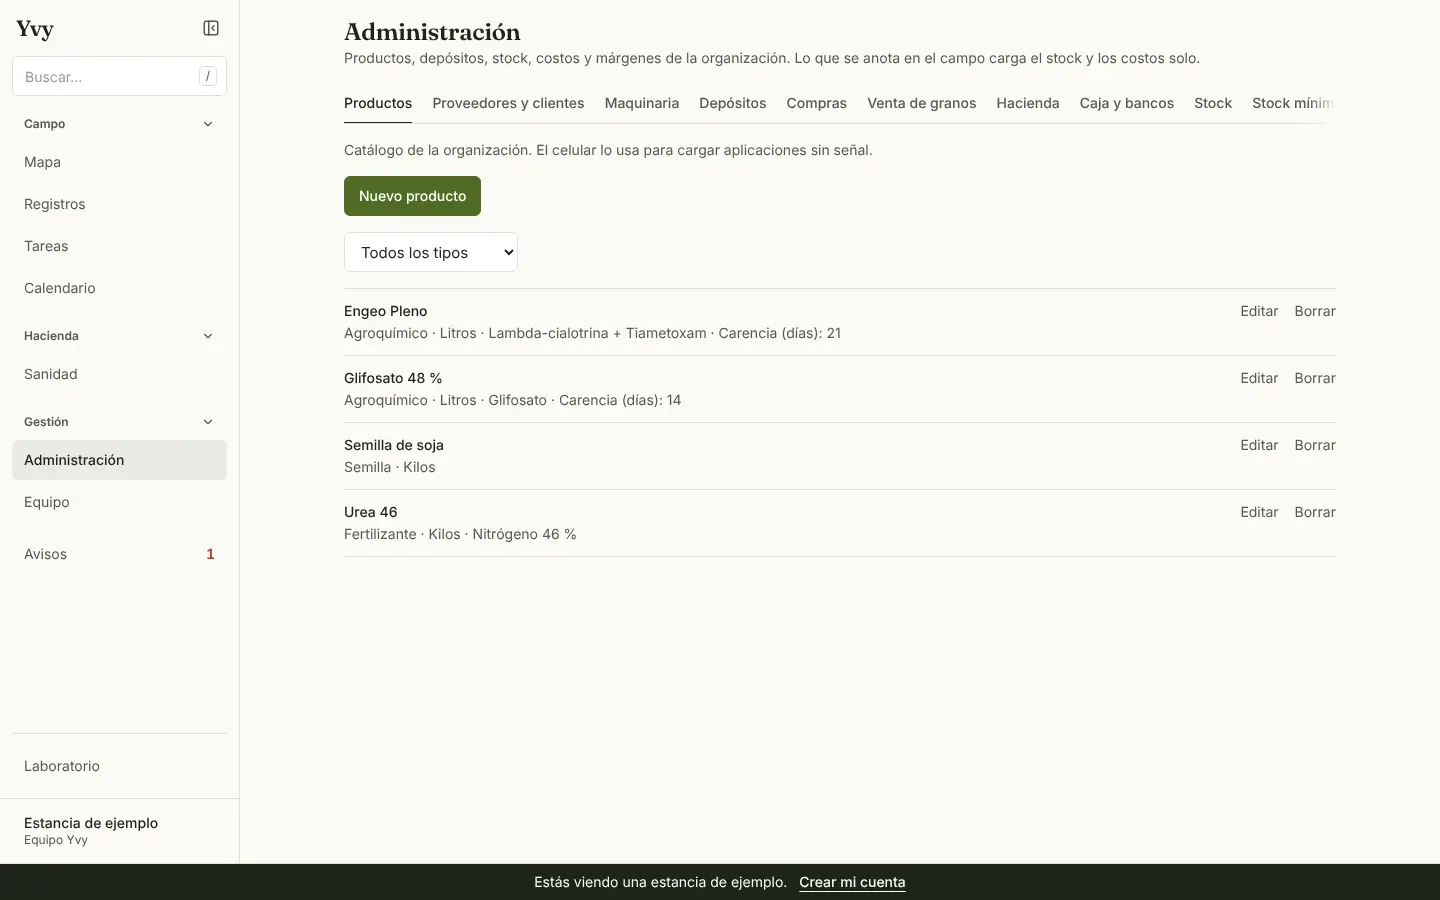 Yvy
Buscar...
/
Campo
Mapa
Registros
Tareas
Calendario
Hacienda
Sanidad
Gestión
Administración
Equipo
Avisos 1
Laboratorio
Estancia de ejemplo
Equipo Yvy
Administración
Productos, depósitos, stock, costos y márgenes de la organización. Lo que se anota en el campo carga el stock y los costos solo.
Productos Proveedores y clientes Maquinaria Depósitos Compras Venta de granos Hacienda Caja y bancos Stock Stock mínim
Catálogo de la organización. El celular lo usa para cargar aplicaciones sin señal.
Nuevo producto
Todos los tipos
Engeo Pleno Editar Borrar
Agroquímico · Litros · Lambda-cialotrina + Tiametoxam · Carencia (días): 21
Glifosato 48 % Editar Borrar
Agroquímico · Litros · Glifosato · Carencia (días): 14
Semilla de soja Editar Borrar
Semilla · Kilos
Urea 46 Editar Borrar
Fertilizante · Kilos · Nitrógeno 46 %
Estás viendo una estancia de ejemplo. Crear mi cuenta